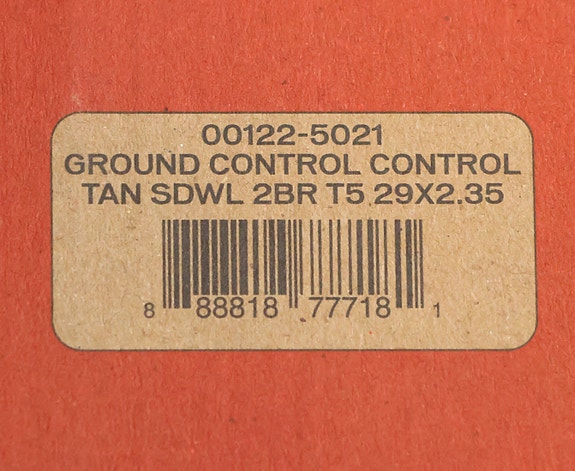 00122-5021
GROUND CONTROL CONTROL
TAN SDWL 2BR T5 29X2.35
8 88818 77718 1